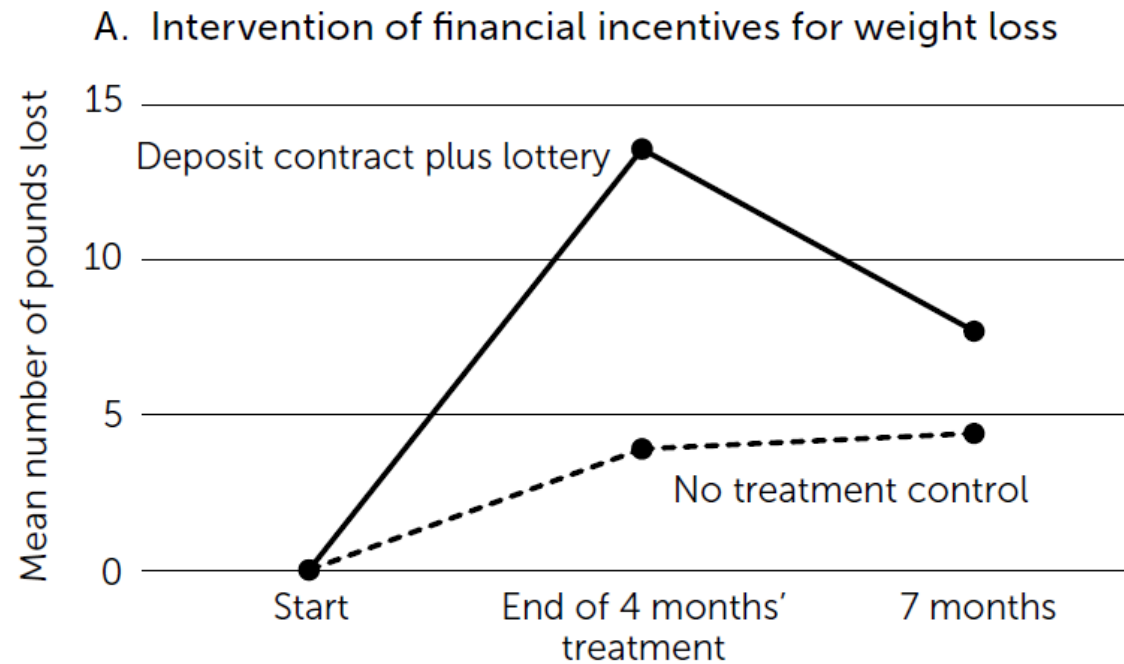 A. Intervention of financial incentives for weight loss
Mean number of pounds lost
15
Deposit contract plus lottery
10
5
No treatment control
0
Start
End of 4 months’
treatment
7 months